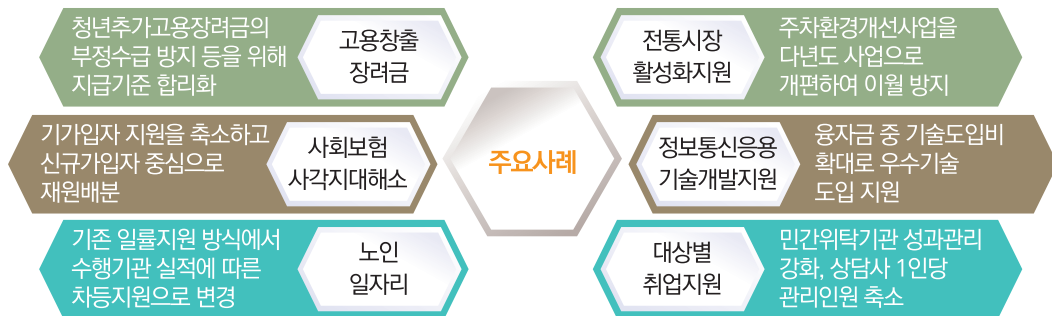 청년추가고용장려금의
부정수급 방지 등을 위해
지급기준 합리화
고용창출
장려금
전통시장
활성화지원
주차환경개선사업을
다년도 사업으로
개편하여 이월 방지
기가입자 지원을 축소하고
신규가입자 중심으로
재원배분
사회보험
사각지대해소
주요사례
정보통신응용
기술개발지원
융자금 중 기술도입비
확대로 우수기술
도입 지원
기존 일률지원 방식에서
수행기관 실적에 따른
차등지원으로 변경
노인
일자리
대상별
취업지원
민간위탁기관 성과관리
강화, 상담사 1인당
관리인원 축소